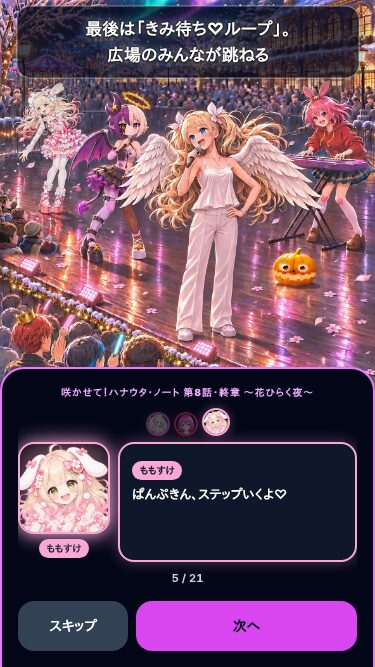 最後は「きみ待ち♡ループ」。
広場のみんなが跳ねる
咲かせて!ハナウタ・ノート 第8話・終章 〜花ひらく夜〜
ももすけ
ぱんぷきん、ステップいくよ♡
ももすけ
5 / 21
スキップ
次へ